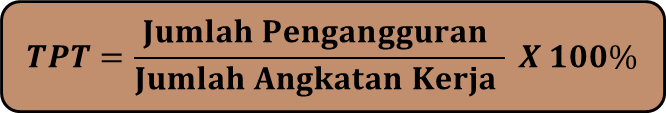 Jumlah Pengangguran
TPT = X 100%
Jumlah Angkatan Kerja